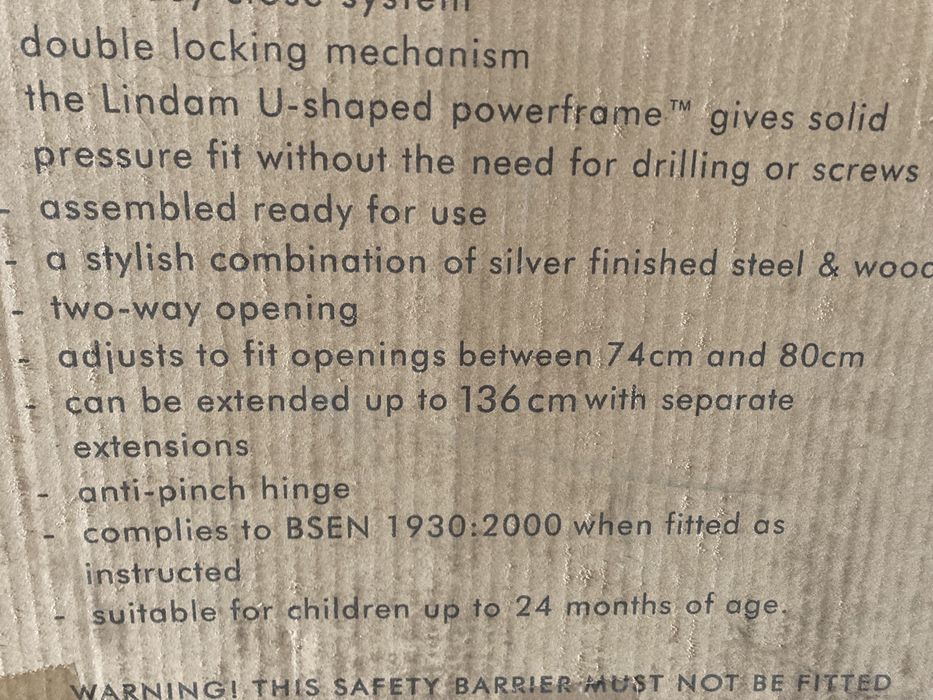 close system
double locking mechanism
the Lindam U-shaped powerframe™ gives solid
pressure fit without the need for drilling or screws
- assembled ready for use
- a stylish combination of silver finished steel & wood
- two-way opening
- adjusts to fit openings between 74cm and 80cm
- can be extended up to 136cm with separate
extensions
- anti-pinch hinge
- complies to BSEN 1930:2000 when fitted as
instructed
- suitable for children up to 24 months of age.
WARNING! THIS SAFETY BARRIER MUST NOT BE FITTED